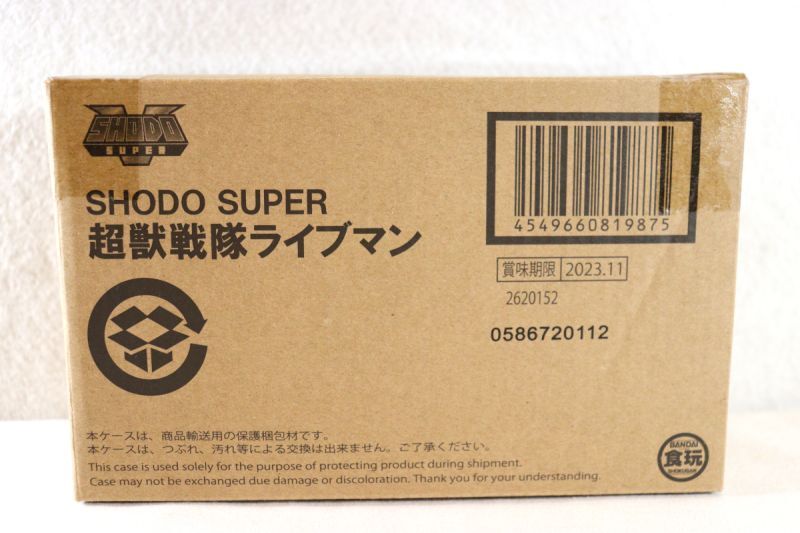 SHODO
SUPER
SHODO SUPER
超獣戦隊ライブマン
4549660819875
賞味期限 2023.11
2620152
0586720112
本ケースは、商品輸送用の保護梱包材です。
本ケースは、つぶれ、汚れ等による交換は出来ません。ご了承ください。
This case is used solely for the purpose of protecting product during shipment.
Case may not be exchanged due damage or discoloration. Thank you for your understanding.
BANDAI
食玩
SHOKUGAN